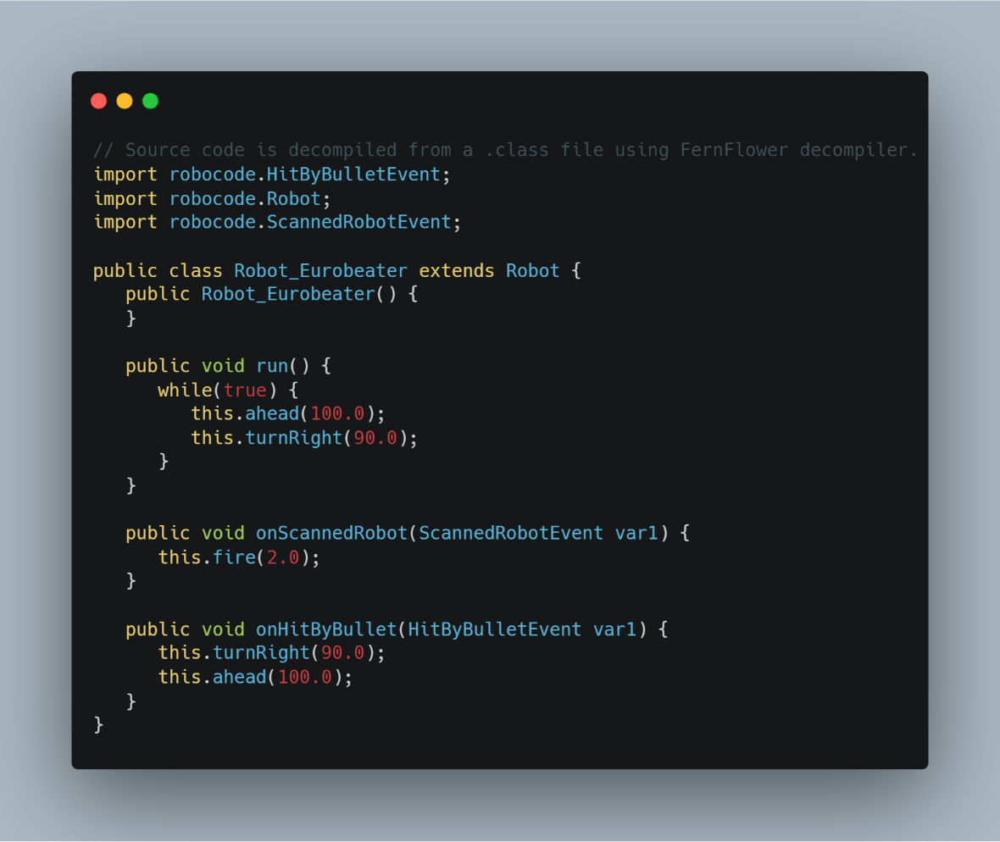 // Source code is decompiled from a .class file using FernFlower decompiler.
import robocode.HitByBulletEvent;
import robocode.Robot;
import robocode.ScannedRobotEvent;

public class Robot_Eurobeater extends Robot {
   public Robot_Eurobeater() {
   }

   public void run() {
      while(true) {
         this.ahead(100.0);
         this.turnRight(90.0);
      }
   }

   public void onScannedRobot(ScannedRobotEvent var1) {
      this.fire(2.0);
   }

   public void onHitByBullet(HitByBulletEvent var1) {
      this.turnRight(90.0);
      this.ahead(100.0);
   }
}